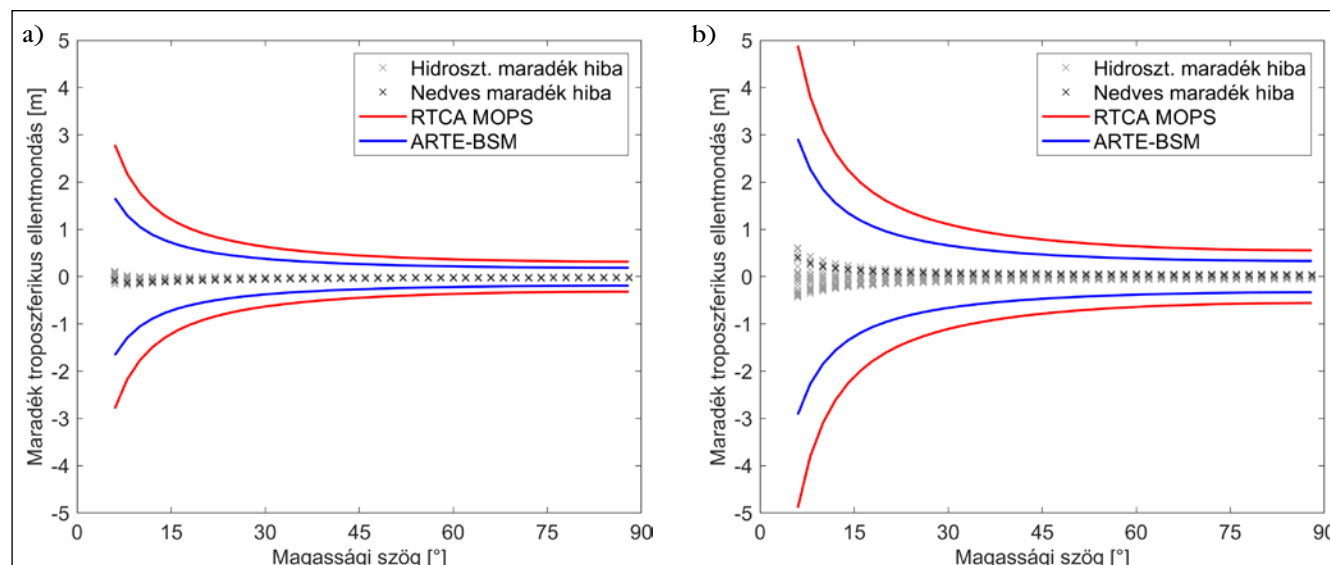 a)
Maradék troposzferikus ellentmondás [m]
5
4
3
2
1
0
-1
-2
-3
-4
-5
Hidroszt. maradék hiba
Nedves maradék hiba
RTCA MOPS
ARTE-BSM
0 15 30 45 60 75 90
Magassági szög [°]
b)
Maradék troposzferikus ellentmondás [m]
5
4
3
2
1
0
-1
-2
-3
-4
-5
Hidroszt. maradék hiba
Nedves maradék hiba
RTCA MOPS
ARTE-BSM
0 15 30 45 60 75 90
Magassági szög [°]